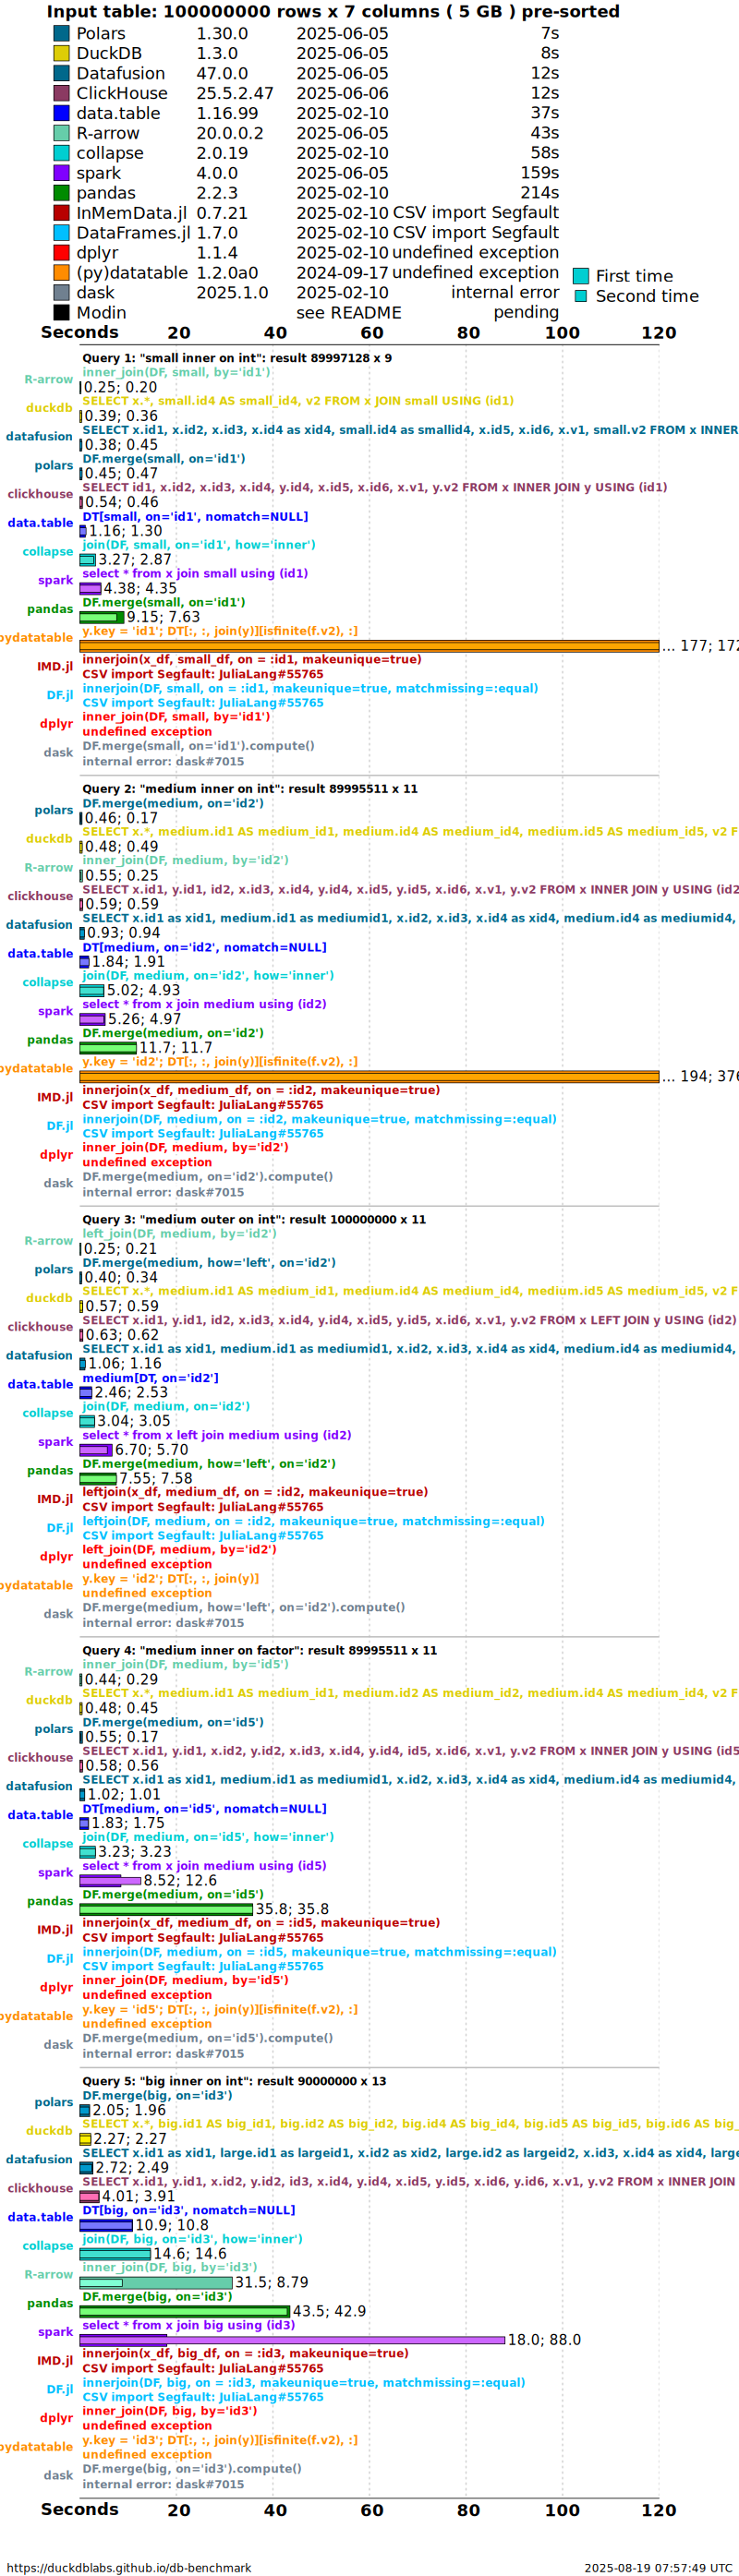 Input table: 100000000 rows x 7 columns ( 5 GB ) pre-sorted
Polars 1.30.0 2025-06-05 7s
DuckDB 1.3.0 2025-06-05 8s
Datafusion 47.0.0 2025-06-05 12s
ClickHouse 25.5.2.47 2025-06-06 12s
data.table 1.16.99 2025-02-10 37s
R-arrow 20.0.0.2 2025-06-05 43s
collapse 2.0.19 2025-02-10 58s
spark 4.0.0 2025-06-05 159s
pandas 2.2.3 2025-02-10 214s
InMemData.jl 0.7.21 2025-02-10 CSV import Segfault
DataFrames.jl 1.7.0 2025-02-10 CSV import Segfault
dplyr 1.1.4 2025-02-10 undefined exception
(py)datatable 1.2.0a0 2024-09-17 undefined exception First time
dask 2025.1.0 2025-02-10 internal error Second time
Modin see README pending
Seconds 20 40 60 80 100 120
Query 1: "small inner on int": result 89997128 x 9
inner_join(DF, small, by='id1')
R-arrow 0.25; 0.20
SELECT x.*, small.id4 AS small_id4, v2 FROM x JOIN small USING (id1)
duckdb 0.39; 0.36
SELECT x.id1, x.id2, x.id3, x.id4 as xid4, small.id4 as smallid4, x.id5, x.id6, x.v1, small.v2 FROM x INNER
datafusion 0.38; 0.45
DF.merge(small, on='id1')
polars 0.45; 0.47
SELECT id1, x.id2, x.id3, x.id4, y.id4, x.id5, x.id6, x.v1, y.v2 FROM x INNER JOIN y USING (id1)
clickhouse 0.54; 0.46
DT[small, on='id1', nomatch=NULL]
data.table 1.16; 1.30
join(DF, small, on='id1', how='inner')
collapse 3.27; 2.87
select * from x join small using (id1)
spark 4.38; 4.35
DF.merge(small, on='id1')
pandas 9.15; 7.63
y.key = 'id1'; DT[:, :, join(y)][isfinite(f.v2), :]
pydatatable ... 177; 172
innerjoin(x_df, small_df, on = :id1, makeunique=true)
IMD.jl CSV import Segfault: JuliaLang#55765
innerjoin(DF, small, on = :id1, makeunique=true, matchmissing=:equal)
DF.jl CSV import Segfault: JuliaLang#55765
inner_join(DF, small, by='id1')
dplyr undefined exception
DF.merge(small, on='id1').compute()
dask internal error: dask#7015
Query 2: "medium inner on int": result 89995511 x 11
DF.merge(medium, on='id2')
polars 0.46; 0.17
SELECT x.*, medium.id1 AS medium_id1, medium.id4 AS medium_id4, medium.id5 AS medium_id5, v2 F
duckdb 0.48; 0.49
inner_join(DF, medium, by='id2')
R-arrow 0.55; 0.25
SELECT x.id1, y.id1, id2, x.id3, x.id4, y.id4, x.id5, y.id5, x.id6, x.v1, y.v2 FROM x INNER JOIN y USING (id2
clickhouse 0.59; 0.59
SELECT x.id1 as xid1, medium.id1 as mediumid1, x.id2, x.id3, x.id4 as xid4, medium.id4 as mediumid4,
datafusion 0.93; 0.94
DT[medium, on='id2', nomatch=NULL]
data.table 1.84; 1.91
join(DF, medium, on='id2', how='inner')
collapse 5.02; 4.93
select * from x join medium using (id2)
spark 5.26; 4.97
DF.merge(medium, on='id2')
pandas 11.7; 11.7
y.key = 'id2'; DT[:, :, join(y)][isfinite(f.v2), :]
pydatatable ... 194; 376
innerjoin(x_df, medium_df, on = :id2, makeunique=true)
IMD.jl CSV import Segfault: JuliaLang#55765
innerjoin(DF, medium, on = :id2, makeunique=true, matchmissing=:equal)
DF.jl CSV import Segfault: JuliaLang#55765
inner_join(DF, medium, by='id2')
dplyr undefined exception
DF.merge(medium, on='id2').compute()
dask internal error: dask#7015
Query 3: "medium outer on int": result 100000000 x 11
left_join(DF, medium, by='id2')
R-arrow 0.25; 0.21
DF.merge(medium, how='left', on='id2')
polars 0.40; 0.34
SELECT x.*, medium.id1 AS medium_id1, medium.id4 AS medium_id4, medium.id5 AS medium_id5, v2 F
duckdb 0.57; 0.59
SELECT x.id1, y.id1, id2, x.id3, x.id4, y.id4, x.id5, y.id5, x.id6, x.v1, y.v2 FROM x LEFT JOIN y USING (id2)
clickhouse 0.63; 0.62
SELECT x.id1 as xid1, medium.id1 as mediumid1, x.id2, x.id3, x.id4 as xid4, medium.id4 as mediumid4,
datafusion 1.06; 1.16
medium[DT, on='id2']
data.table 2.46; 2.53
join(DF, medium, on='id2')
collapse 3.04; 3.05
select * from x left join medium using (id2)
spark 6.70; 5.70
DF.merge(medium, how='left', on='id2')
pandas 7.55; 7.58
leftjoin(x_df, medium_df, on = :id2, makeunique=true)
IMD.jl CSV import Segfault: JuliaLang#55765
leftjoin(DF, medium, on = :id2, makeunique=true, matchmissing=:equal)
DF.jl CSV import Segfault: JuliaLang#55765
left_join(DF, medium, by='id2')
dplyr undefined exception
y.key = 'id2'; DT[:, :, join(y)]
pydatatable undefined exception
DF.merge(medium, how='left', on='id2').compute()
dask internal error: dask#7015
Query 4: "medium inner on factor": result 89995511 x 11
inner_join(DF, medium, by='id5')
R-arrow 0.44; 0.29
SELECT x.*, medium.id1 AS medium_id1, medium.id2 AS medium_id2, medium.id4 AS medium_id4, v2 F
duckdb 0.48; 0.45
DF.merge(medium, on='id5')
polars 0.55; 0.17
SELECT x.id1, y.id1, x.id2, y.id2, x.id3, x.id4, y.id4, id5, x.id6, x.v1, y.v2 FROM x INNER JOIN y USING (id5
clickhouse 0.58; 0.56
SELECT x.id1 as xid1, medium.id1 as mediumid1, x.id2, x.id3, x.id4 as xid4, medium.id4 as mediumid4,
datafusion 1.02; 1.01
DT[medium, on='id5', nomatch=NULL]
data.table 1.83; 1.75
join(DF, medium, on='id5', how='inner')
collapse 3.23; 3.23
select * from x join medium using (id5)
spark 8.52; 12.6
DF.merge(medium, on='id5')
pandas 35.8; 35.8
innerjoin(x_df, medium_df, on = :id5, makeunique=true)
IMD.jl CSV import Segfault: JuliaLang#55765
innerjoin(DF, medium, on = :id5, makeunique=true, matchmissing=:equal)
DF.jl CSV import Segfault: JuliaLang#55765
inner_join(DF, medium, by='id5')
dplyr undefined exception
y.key = 'id5'; DT[:, :, join(y)][isfinite(f.v2), :]
pydatatable undefined exception
DF.merge(medium, on='id5').compute()
dask internal error: dask#7015
Query 5: "big inner on int": result 90000000 x 13
DF.merge(big, on='id3')
polars 2.05; 1.96
SELECT x.*, big.id1 AS big_id1, big.id2 AS big_id2, big.id4 AS big_id4, big.id5 AS big_id5, big.id6 AS big_
duckdb 2.27; 2.27
SELECT x.id1 as xid1, large.id1 as largeid1, x.id2 as xid2, large.id2 as largeid2, x.id3, x.id4 as xid4, large
datafusion 2.72; 2.49
SELECT x.id1, y.id1, x.id2, y.id2, id3, x.id4, y.id4, x.id5, y.id5, x.id6, y.id6, x.v1, y.v2 FROM x INNER JOIN
clickhouse 4.01; 3.91
DT[big, on='id3', nomatch=NULL]
data.table 10.9; 10.8
join(DF, big, on='id3', how='inner')
collapse 14.6; 14.6
inner_join(DF, big, by='id3')
R-arrow 31.5; 8.79
DF.merge(big, on='id3')
pandas 43.5; 42.9
select * from x join big using (id3)
spark 18.0; 88.0
innerjoin(x_df, big_df, on = :id3, makeunique=true)
IMD.jl CSV import Segfault: JuliaLang#55765
innerjoin(DF, big, on = :id3, makeunique=true, matchmissing=:equal)
DF.jl CSV import Segfault: JuliaLang#55765
inner_join(DF, big, by='id3')
dplyr undefined exception
y.key = 'id3'; DT[:, :, join(y)][isfinite(f.v2), :]
pydatatable undefined exception
DF.merge(big, on='id3').compute()
dask internal error: dask#7015
Seconds 20 40 60 80 100 120
https://duckdblabs.github.io/db-benchmark 2025-08-19 07:57:49 UTC